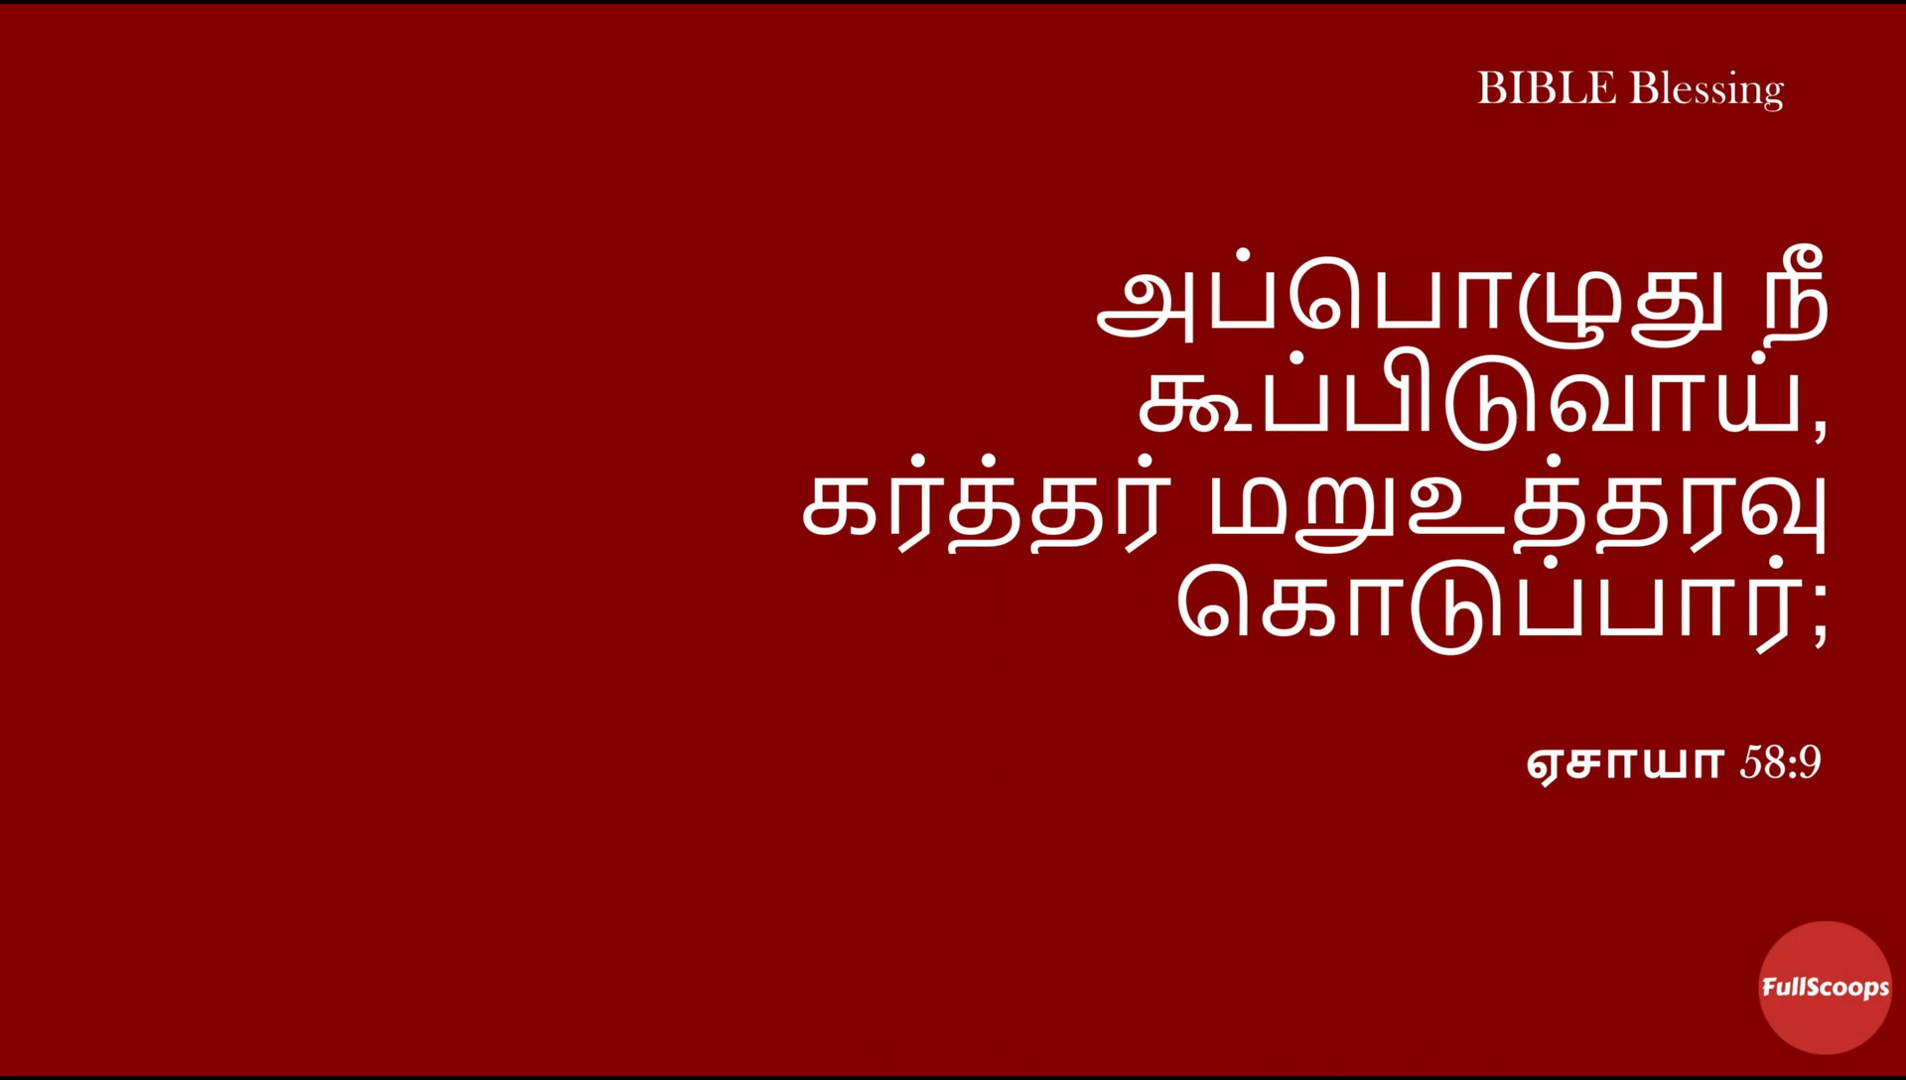 BIBLE Blessing
அப்பொழுது நீ
கூப்பிடுவாய்,
கர்த்தர் மறுஉத்தரவு
கொடுப்பார்;
ஏசாயா 58:9
FullScoops